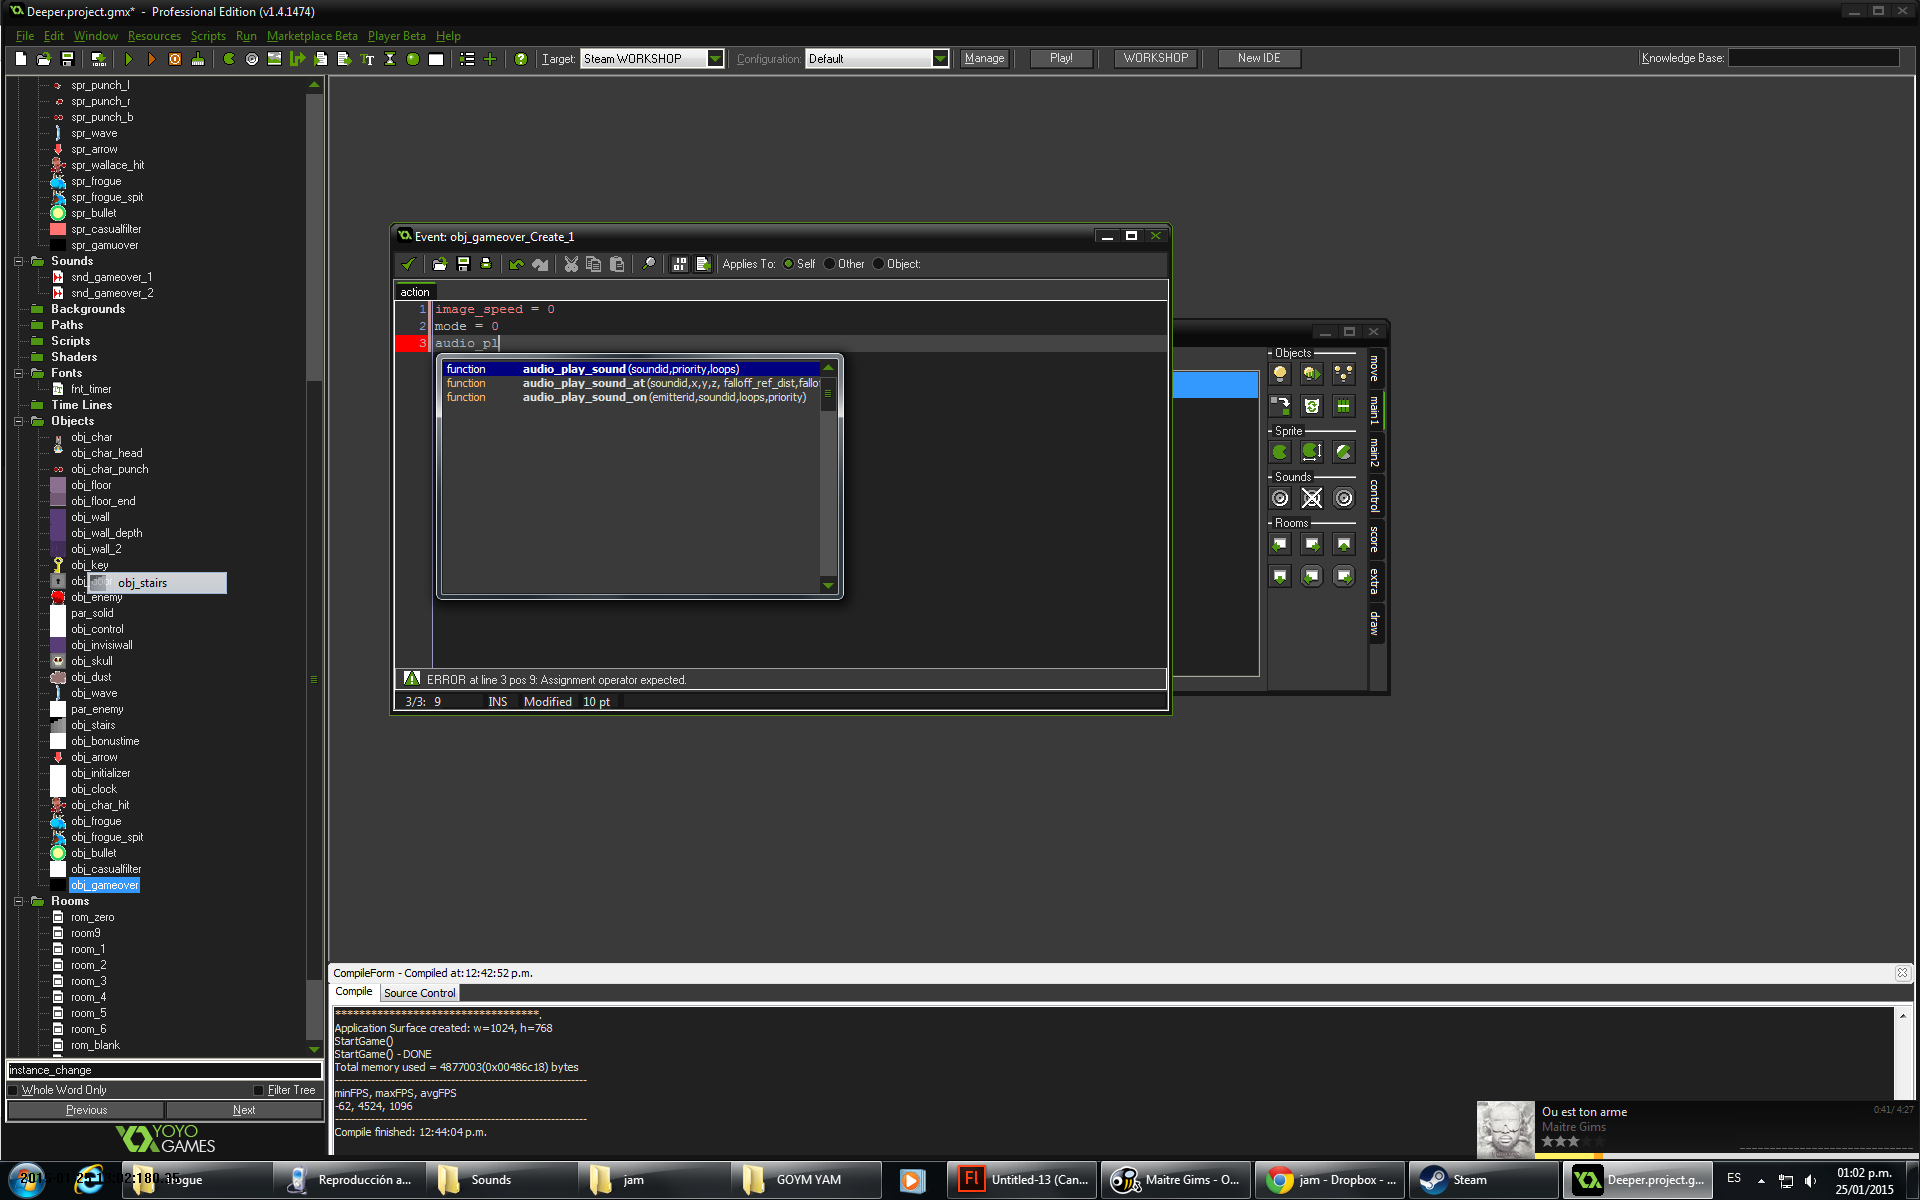 Deeper.project.gmx* - Professional Edition (v1.4.1474)
File Edit Window Resources Scripts Run Marketplace Beta Player Beta Help
Target: Steam WORKSHOP Configuration: Default Manage Play! WORKSHOP New IDE Knowledge Base:
spr_punch_l
spr_punch_r
spr_punch_b
spr_wave
spr_arrow
spr_wallace_hit
spr_frogue
spr_frogue_spit
spr_bullet
spr_casualfilter
spr_gamuover
Sounds
snd_gameover_1
snd_gameover_2
Backgrounds
Paths
Scripts
Shaders
Fonts
fnt_timer
Time Lines
Objects
obj_char
obj_char_head
obj_char_punch
obj_floor
obj_floor_end
obj_wall
obj_wall_depth
obj_wall_2
obj_key
obj_
obj_stairs
obj_enemy
par_solid
obj_control
obj_invisiwall
obj_skull
obj_dust
obj_wave
par_enemy
obj_stairs
obj_bonustime
obj_arrow
obj_initializer
obj_clock
obj_char_hit
obj_frogue
obj_frogue_spit
obj_bullet
obj_casualfilter
obj_gameover
Rooms
rom_zero
room9
room_1
room_2
room_3
room_4
room_5
room_6
rom_blank
instance_change
Whole Word Only Filter Tree
Previous Next
YOYO GAMES
Event: obj_gameover_Create_1
Applies To: Self Other Object:
action
1 image_speed = 0
2 mode = 0
3 audio_pl
function audio_play_sound(soundid,priority,loops)
function audio_play_sound_at(soundid,x,y,z, falloff_ref_dist,fallo
function audio_play_sound_on(emitterid,soundid,loops,priority)
ERROR at line 3 pos 9: Assignment operator expected.
3/3: 9 INS Modified 10 pt
Objects
Sprite
Sounds
Rooms
move
main1
main2
control
score
extra
draw
CompileForm - Compiled at:12:42:52 p.m.
Compile Source Control
**********************************.
Application Surface created: w=1024, h=768
StartGame()
StartGame() - DONE
Total memory used = 4877003(0x00486c18) bytes
minFPS, maxFPS, avgFPS
-62, 4524, 1096
Compile finished: 12:44:04 p.m.
Ou est ton arme
Maitre Gims
0:41/ 4:27
Reproducción a...
Sounds
jam
GOYM YAM
Untitled-13 (Can...
Maitre Gims - O...
jam - Dropbox - ...
Steam
Deeper.project.g...
ES
01:02 p.m.
25/01/2015